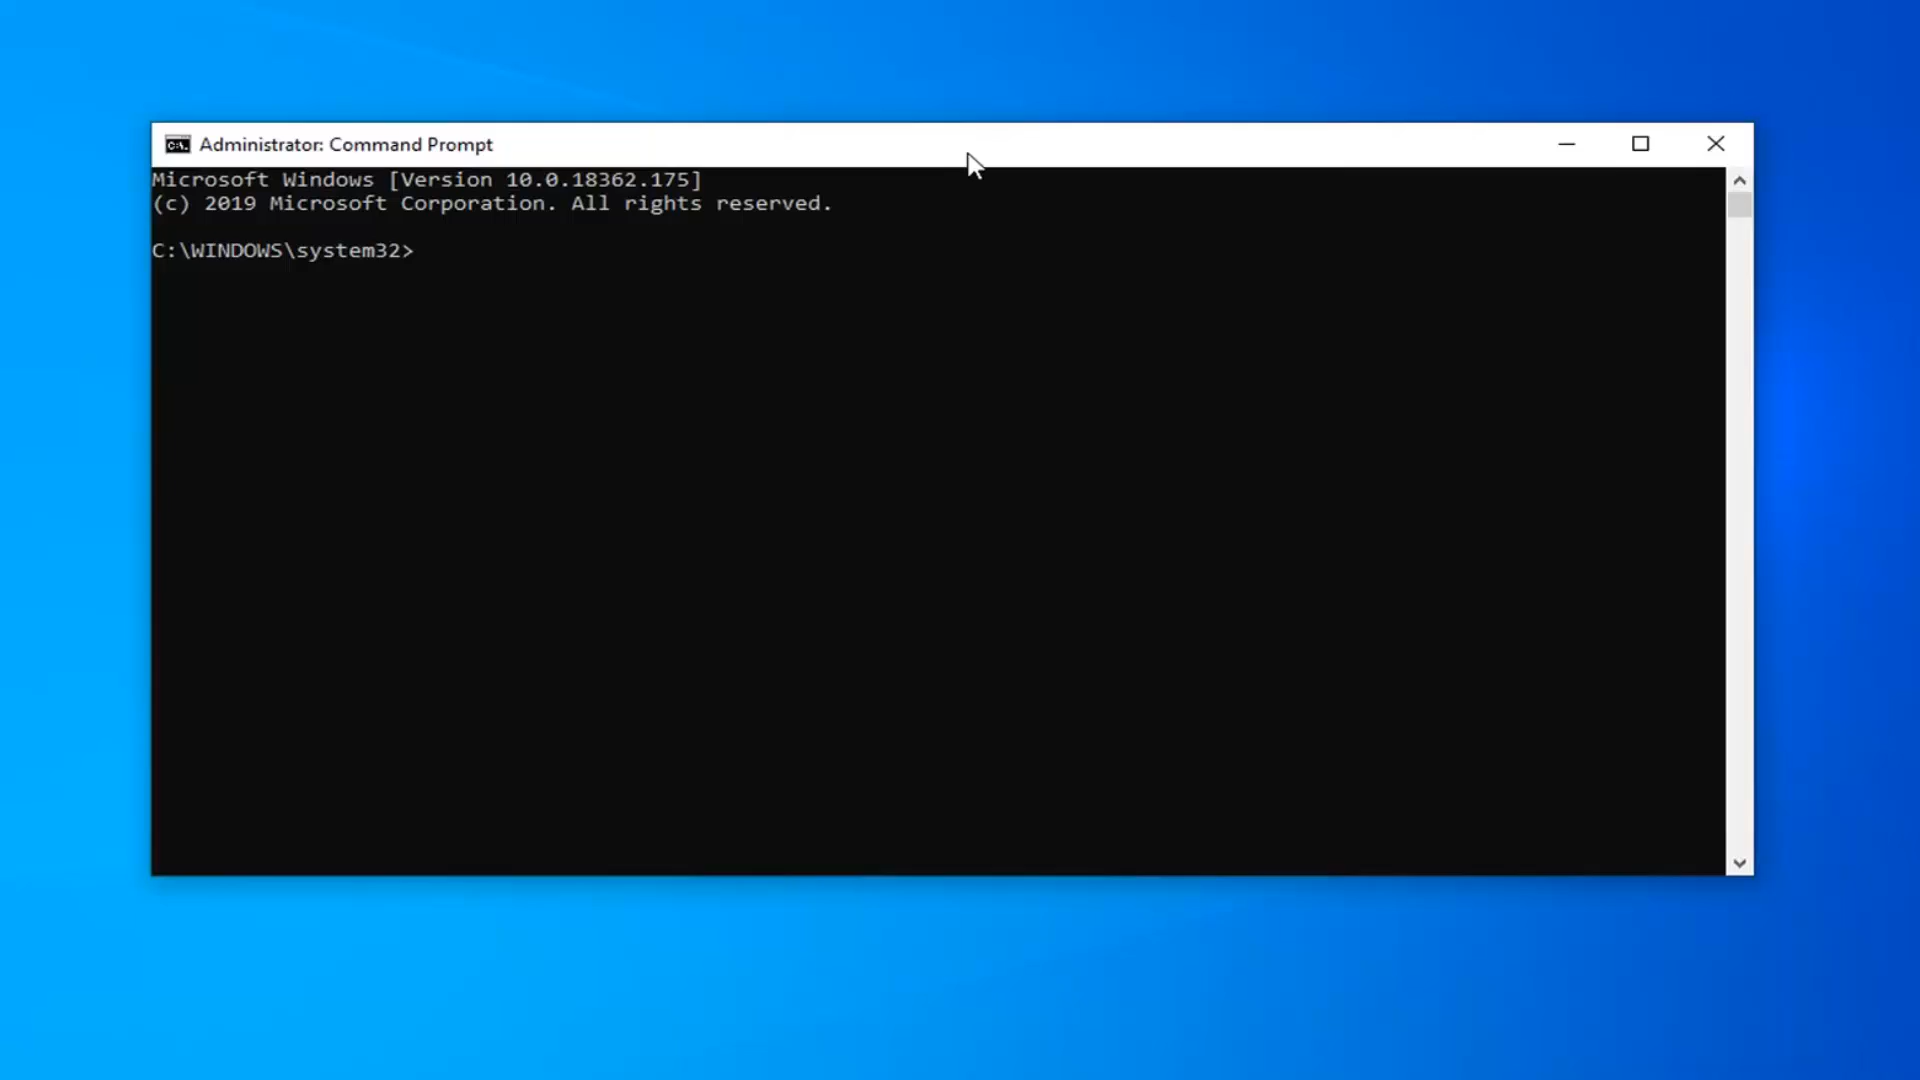 Administrator: Command Prompt
Microsoft Windows [Version 10.0.18362.175]
(c) 2019 Microsoft Corporation. All rights reserved.
C:\WINDOWS\system32>